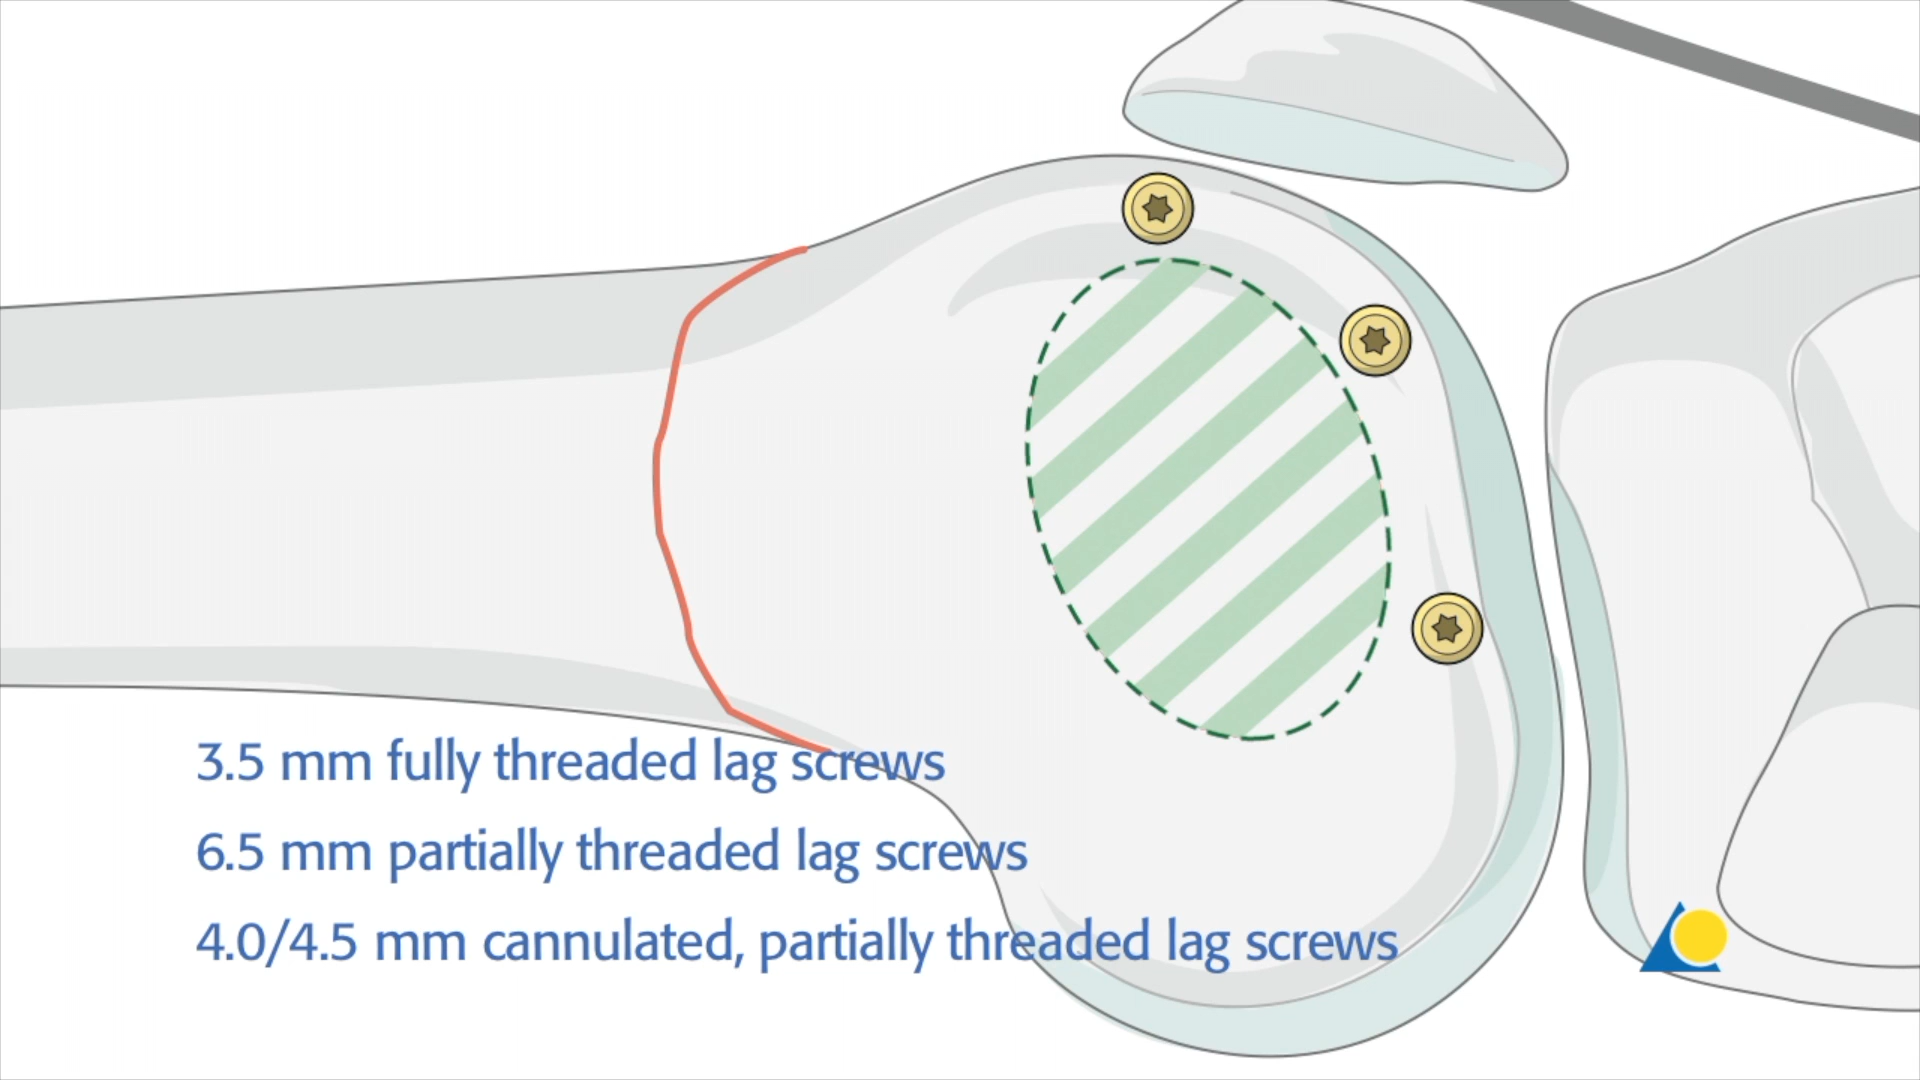 3.5 mm fully threaded lag screws
6.5 mm partially threaded lag screws
4.0/4.5 mm cannulated, partially threaded lag screws